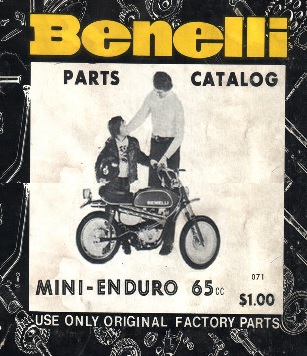 Benelli
PARTS CATALOG
BENELLI
MINI-ENDURO 65cc
071
$1.00
USE ONLY ORIGINAL FACTORY PARTS